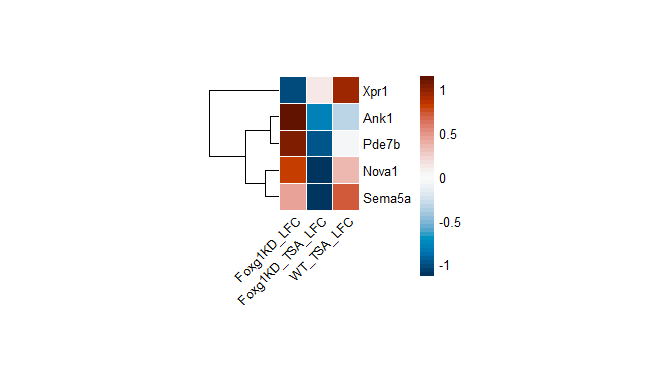 Xpr1
Ank1
Pde7b
Nova1
Sema5a
1
0.5
0
-0.5
-1
Foxg1KD_LFC
Foxg1KD_TSA_LFC
WT_TSA_LFC